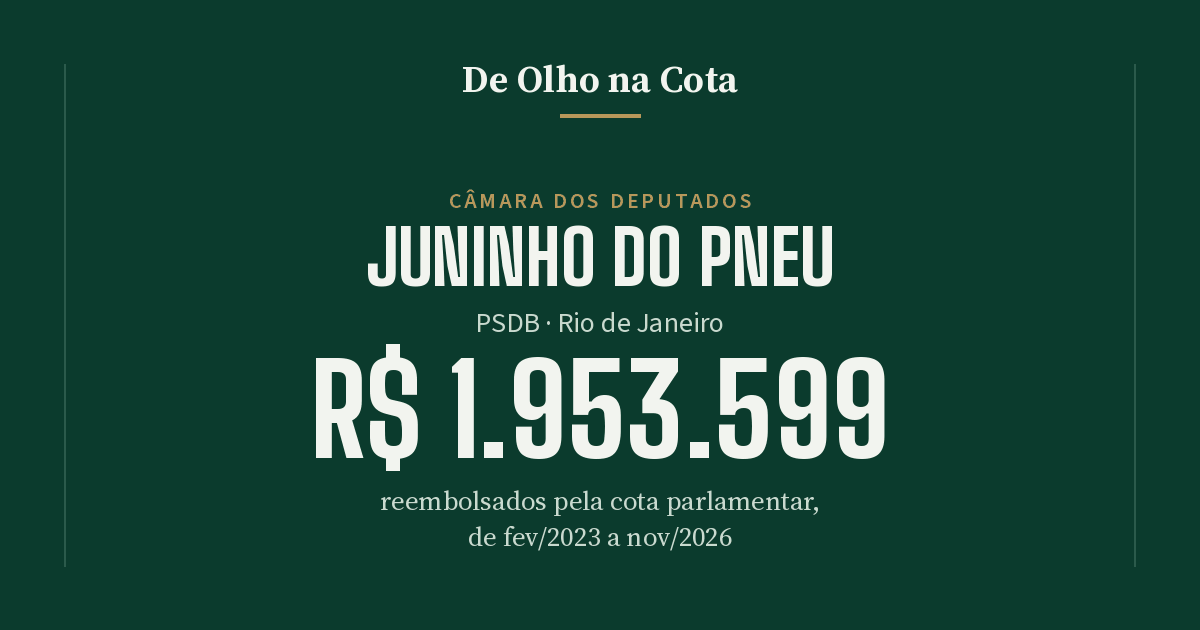 De Olho na Cota
CÂMARA DOS DEPUTADOS
JUNINHO DO PNEU
PSDB · Rio de Janeiro
R$ 1.953.599
reembolsados pela cota parlamentar,
de fev/2023 a nov/2026